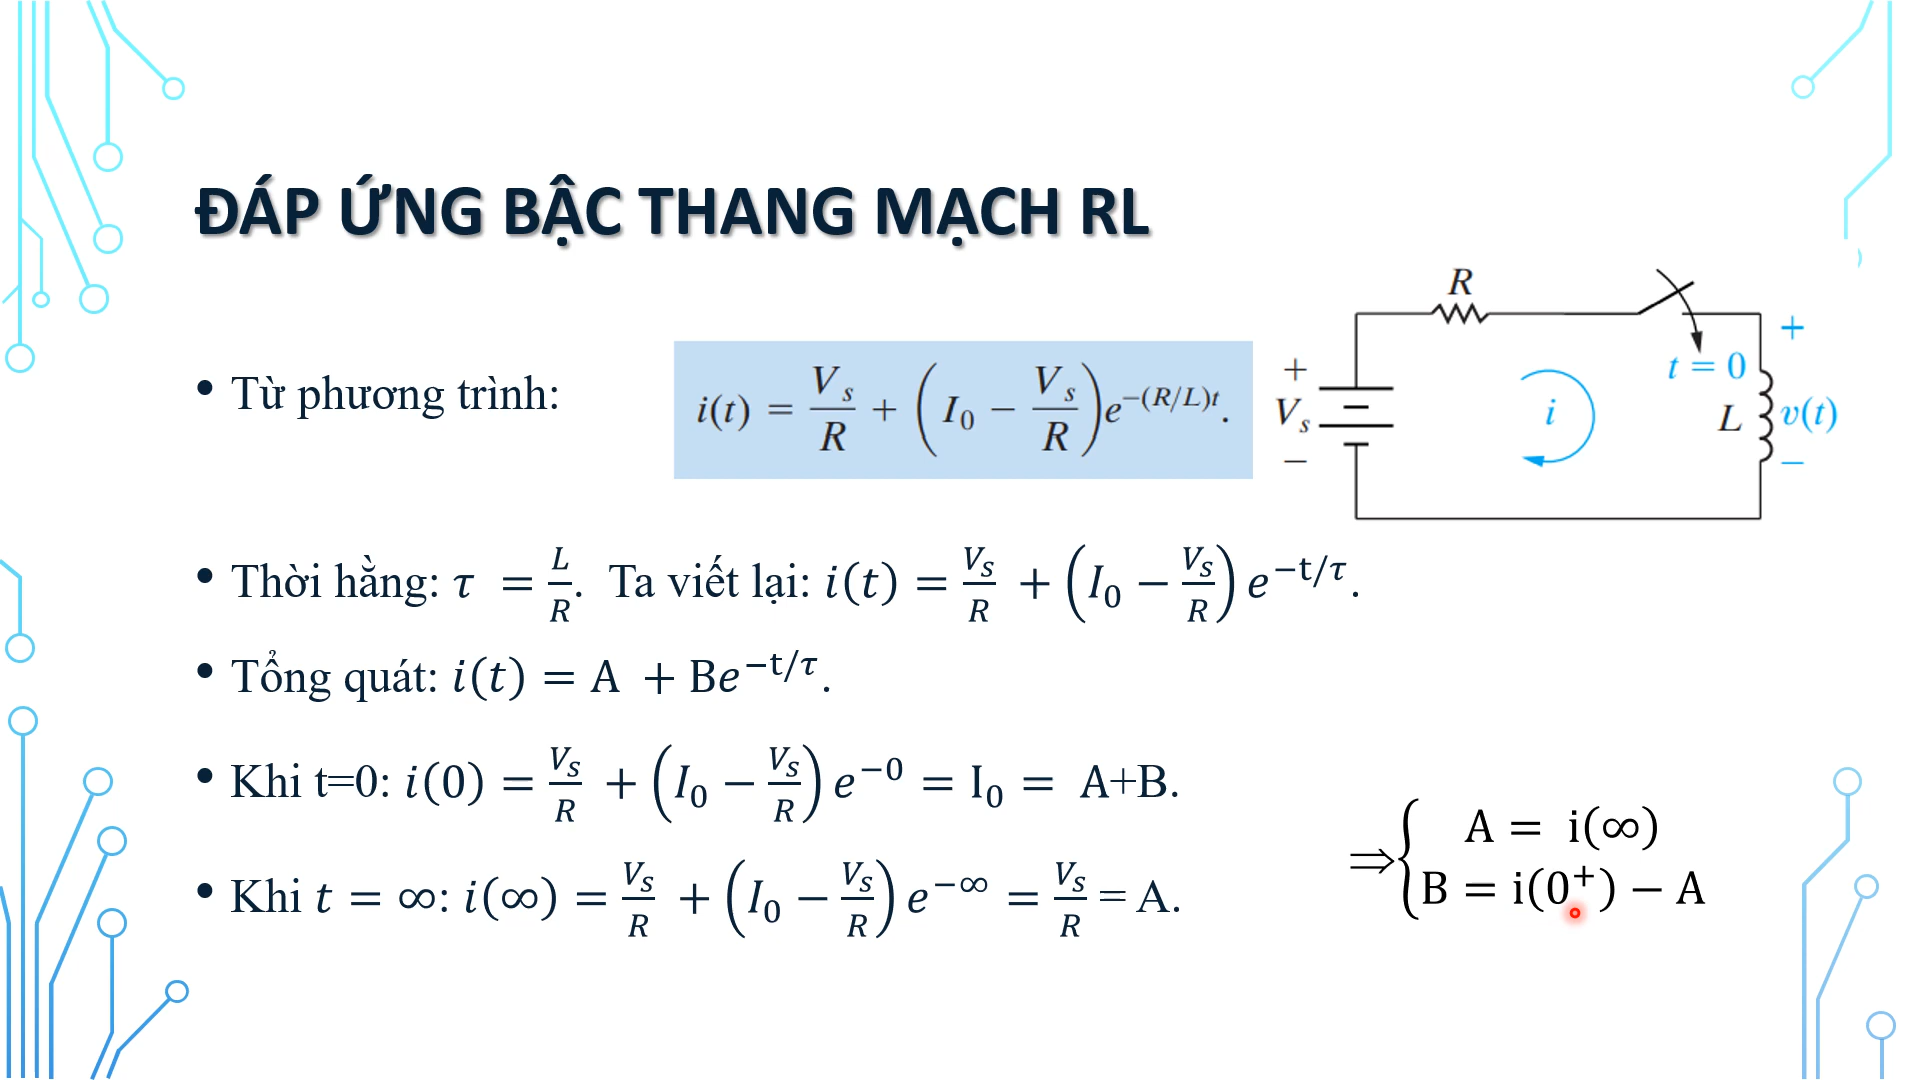 ĐÁP ỨNG BẬC THANG MẠCH RL
• Từ phương trình:
i(t) = V_s/R + (I_0 − V_s/R)e^{−(R/L)t}.
R
t = 0
+
V_s
−
i
L
+
v(t)
−
• Thời hằng: τ = L/R. Ta viết lại: i(t) = V_S/R + (I_0 − V_S/R) e^{−t/τ}.
• Tổng quát: i(t) = A + Be^{−t/τ}.
• Khi t=0: i(0) = V_S/R + (I_0 − V_S/R) e^{−0} = I_0 = A+B.
• Khi t = ∞: i(∞) = V_S/R + (I_0 − V_S/R) e^{−∞} = V_S/R = A.
⇒{ A = i(∞)
B = i(0⁺) − A